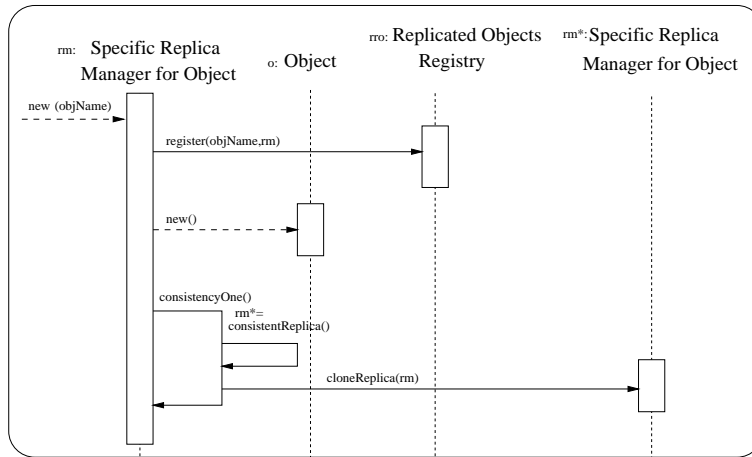 rm: Specific Replica
Manager for Object
o: Object
rro: Replicated Objects
Registry
rm*: Specific Replica
Manager for Object
new (objName)
register(objName,rm)
new()
consistencyOne()
rm*=
consistentReplica()
cloneReplica(rm)